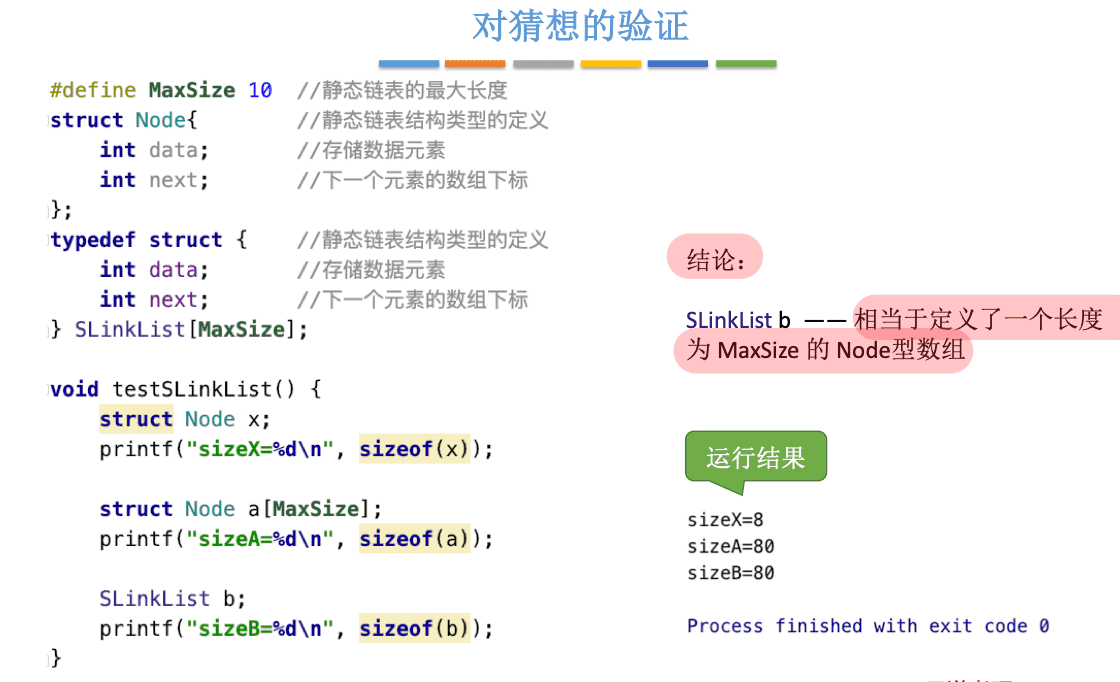 对猜想的验证
#define MaxSize 10 //静态链表的最大长度
struct Node{ //静态链表结构类型的定义
int data; //存储数据元素
int next; //下一个元素的数组下标
};
typedef struct { //静态链表结构类型的定义
int data; //存储数据元素
int next; //下一个元素的数组下标
} SLinkList[MaxSize];
void testSLinkList() {
struct Node x;
printf("sizeX=%d\n", sizeof(x));
struct Node a[MaxSize];
printf("sizeA=%d\n", sizeof(a));
SLinkList b;
printf("sizeB=%d\n", sizeof(b));
}
结论：
SLinkList b —— 相当于定义了一个长度
为 MaxSize 的 Node型数组
运行结果
sizeX=8
sizeA=80
sizeB=80
Process finished with exit code 0